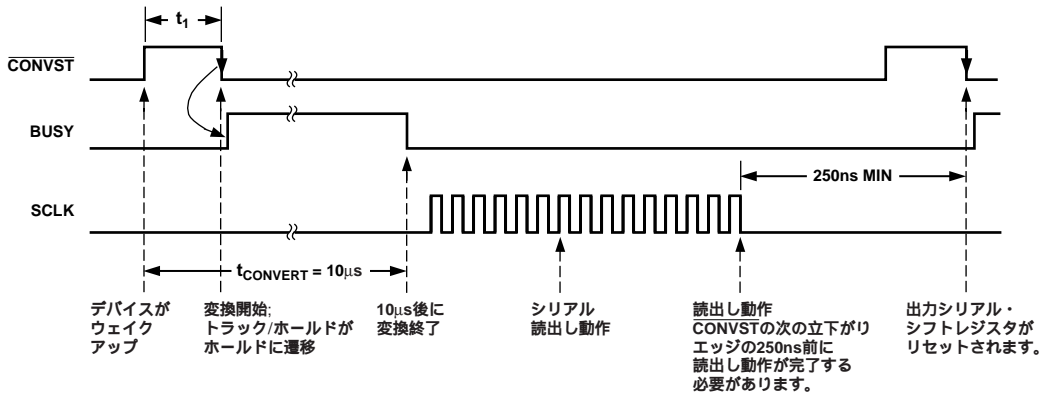 t1
CONVST
BUSY
250ns MIN
SCLK
tCONVERT = 10μs
デバイスが
ウェイク
アップ
変換開始;
トラック/ホールドが
ホールドに遷移
10μs後に
変換終了
シリアル
読出し動作
読出し動作
CONVSTの次の立下がり
エッジの250ns前に
読出し動作が完了する
必要があります。
出力シリアル・
シフトレジスタが
リセットされます。